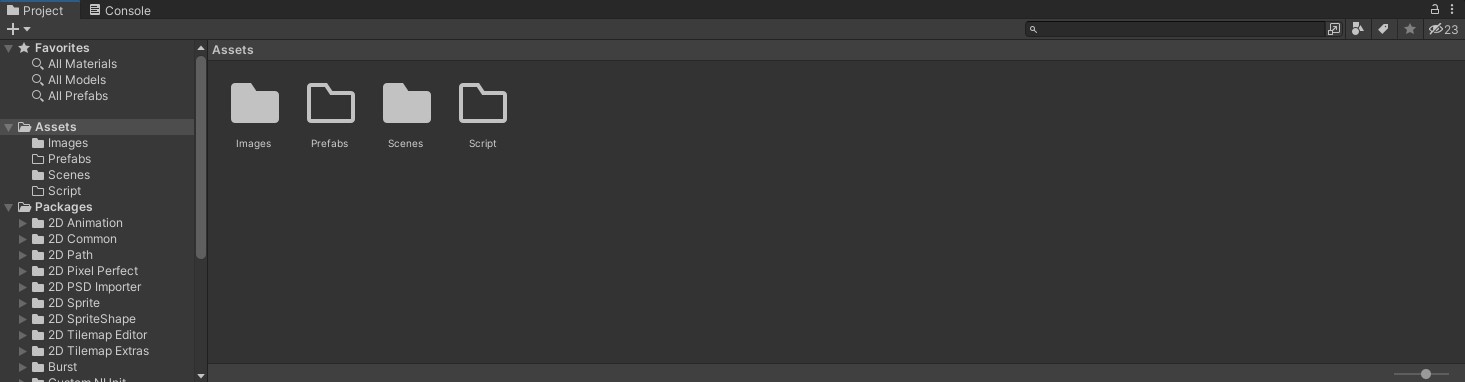 Project
Console
23
Favorites
All Materials
All Models
All Prefabs
Assets
Images
Prefabs
Scenes
Script
Packages
2D Animation
2D Common
2D Path
2D Pixel Perfect
2D PSD Importer
2D Sprite
2D SpriteShape
2D Tilemap Editor
2D Tilemap Extras
Burst
Custom NUnit
Assets
Images
Prefabs
Scenes
Script